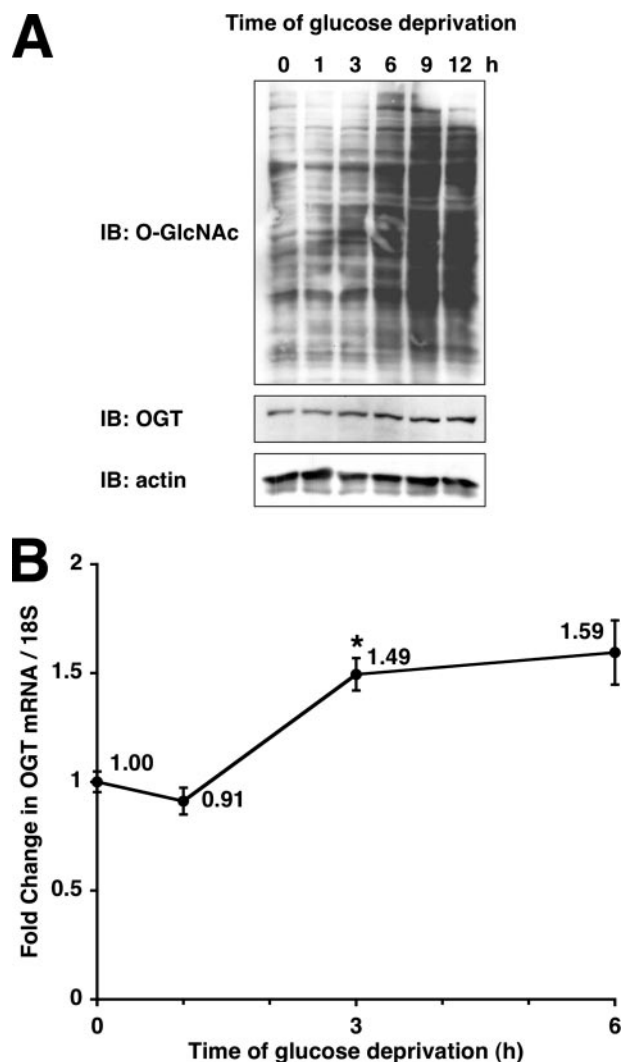 A
Time of glucose deprivation
0 1 3 6 9 12 h
IB: O-GlcNAc
IB: OGT
IB: actin
B
Fold Change in OGT mRNA / 18S
2
1.5
1
0.5
0
1.00
0.91
*
1.49
1.59
0 3 6
Time of glucose deprivation (h)